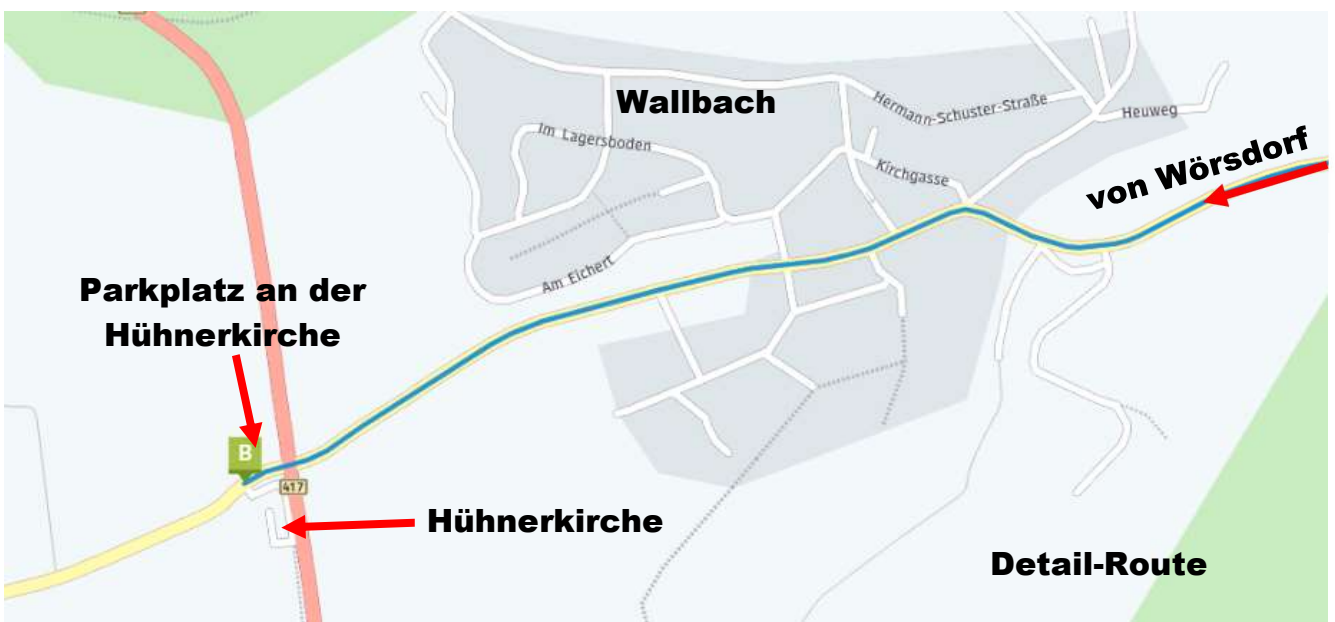 Wallbach
Hermann-Schuster-Straße
Heuweg
Im Lagersboden
Kirchgasse
von Wörsdorf
Am Eichert
Parkplatz an der
Hühnerkirche
B
417
Hühnerkirche
Detail-Route